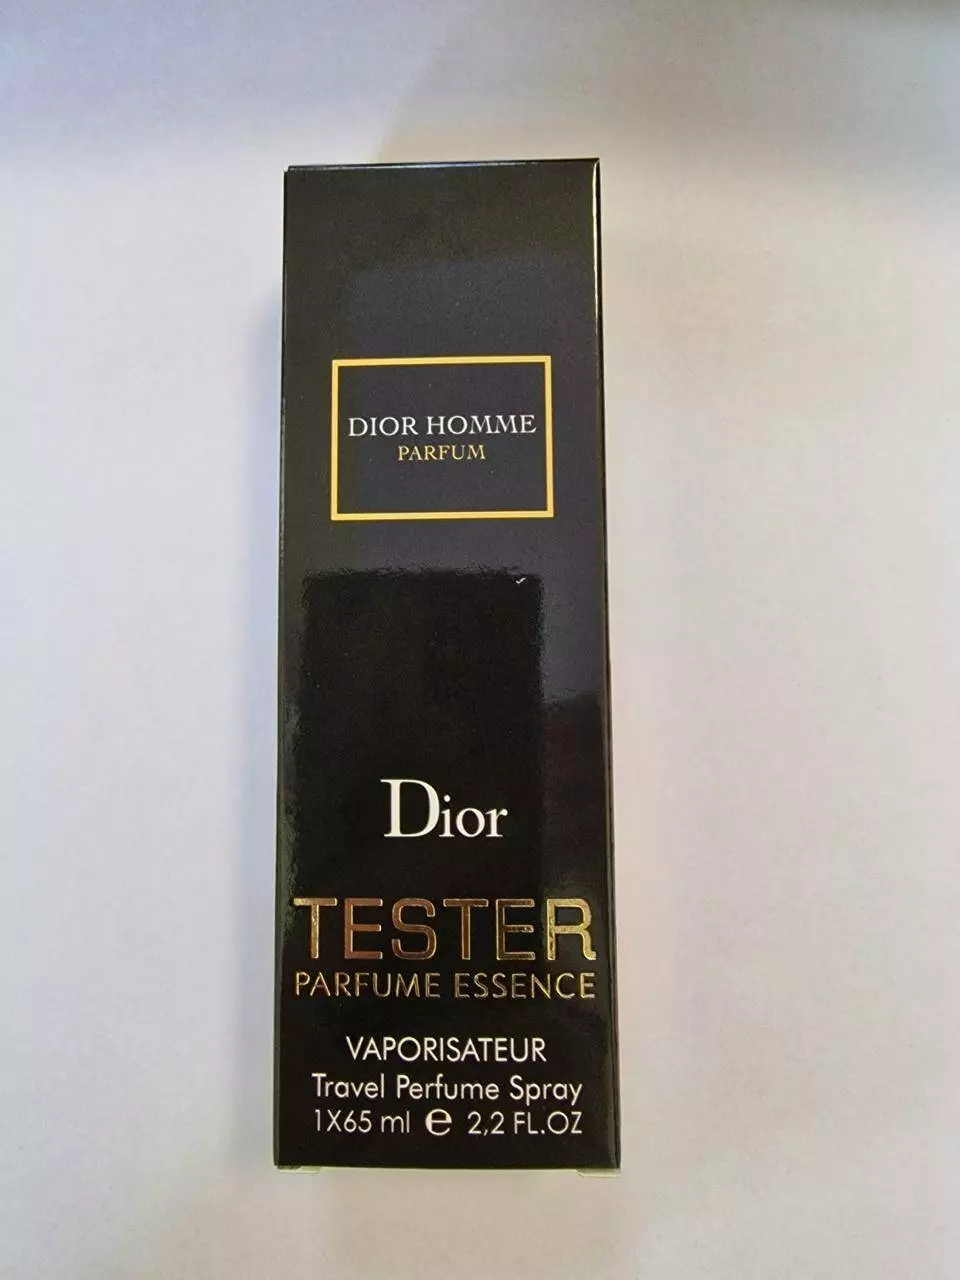 DIOR HOMME
PARFUM
Dior
TESTER
PARFUME ESSENCE
VAPORISATEUR
Travel Perfume Spray
1X65 ml e 2,2 FL.OZ